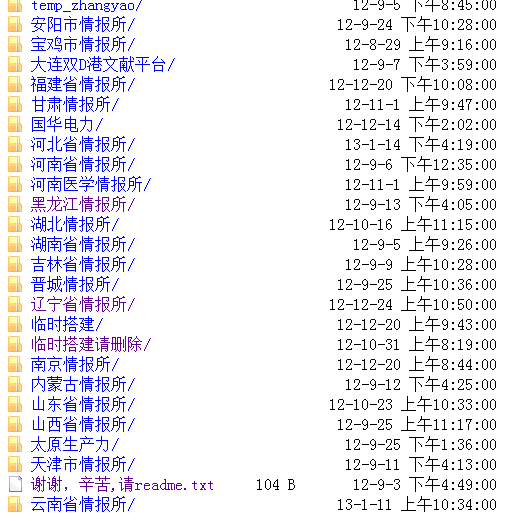 temp_zhangyao/ 12-9-5 下午8:45:00
安阳市情报所/ 12-9-24 下午10:28:00
宝鸡市情报所/ 12-8-29 上午9:16:00
大连双D港文献平台/ 12-9-7 下午3:59:00
福建省情报所/ 12-12-20 下午10:08:00
甘肃情报所/ 12-11-1 上午9:47:00
国华电力/ 12-12-14 下午2:02:00
河北省情报所/ 13-1-14 下午4:19:00
河南省情报所/ 12-9-6 下午12:35:00
河南医学情报所/ 12-11-1 上午9:59:00
黑龙江情报所/ 12-9-13 下午4:05:00
湖北情报所/ 12-10-16 上午11:15:00
湖南省情报所/ 12-9-5 上午9:26:00
吉林省情报所/ 12-9-9 上午10:28:00
晋城情报所/ 12-9-25 上午10:36:00
辽宁省情报所/ 12-12-24 上午10:50:00
临时搭建/ 12-12-20 上午9:43:00
临时搭建请删除/ 12-10-31 上午8:19:00
南京情报所/ 12-12-20 上午8:44:00
内蒙古情报所/ 12-9-12 下午4:25:00
山东省情报所/ 12-10-23 上午10:33:00
山西省情报所/ 12-9-25 上午11:17:00
太原生产力/ 12-9-25 下午1:36:00
天津市情报所/ 12-9-11 下午4:13:00
谢谢，辛苦,请readme.txt 104 B 12-9-3 下午4:49:00
云南省情报所/ 13-1-11 上午10:34:00